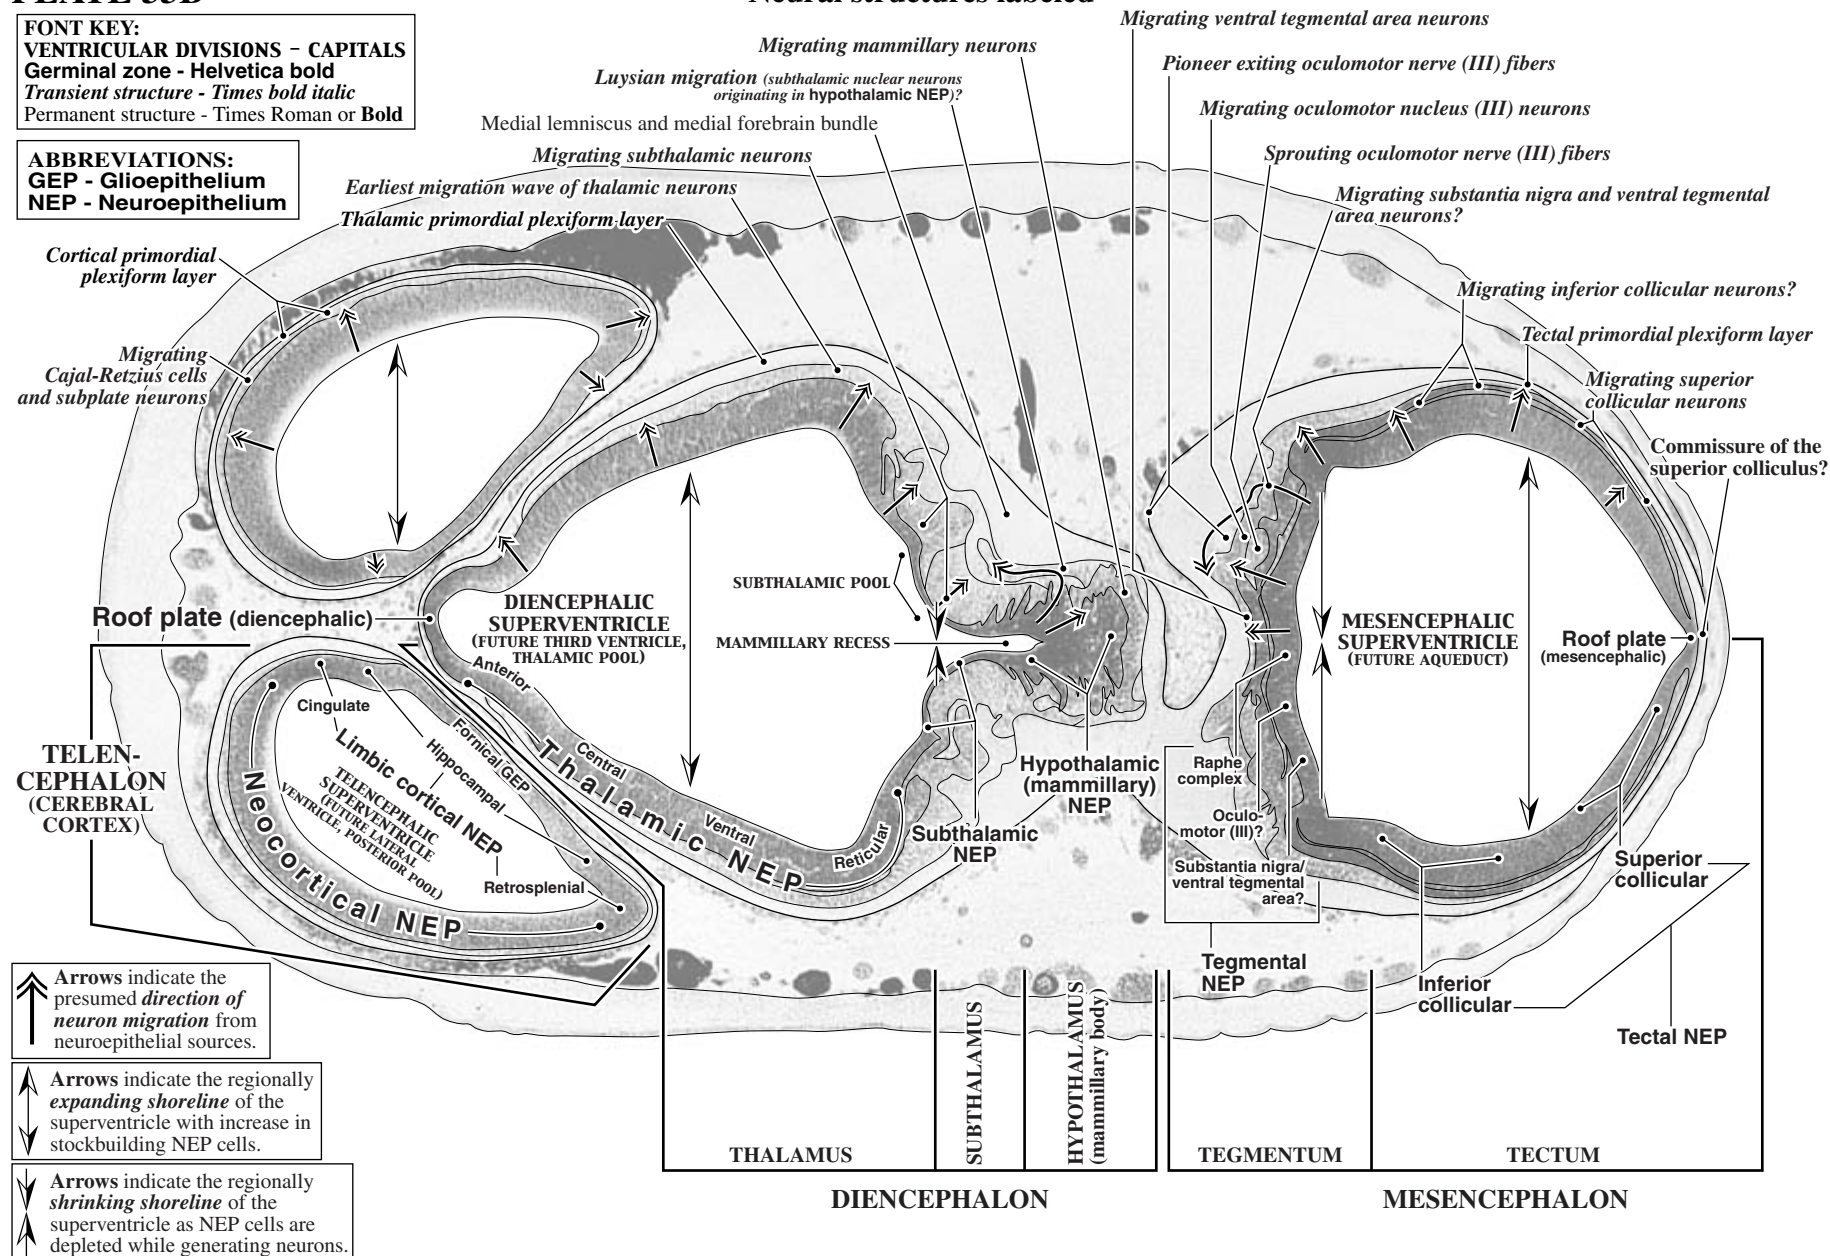 PLATE 33B
Neural structures labeled
FONT KEY:
VENTRICULAR DIVISIONS – CAPITALS
Germinal zone - Helvetica bold
Transient structure - Times bold italic
Permanent structure - Times Roman or Bold
ABBREVIATIONS:
GEP - Glioepithelium
NEP - Neuroepithelium
Migrating ventral tegmental area neurons
Migrating mammillary neurons
Pioneer exiting oculomotor nerve (III) fibers
Luysian migration (subthalamic nuclear neurons
originating in hypothalamic NEP)?
Migrating oculomotor nucleus (III) neurons
Medial lemniscus and medial forebrain bundle
Migrating subthalamic neurons
Sprouting oculomotor nerve (III) fibers
Earliest migration wave of thalamic neurons
Migrating substantia nigra and ventral tegmental
area neurons?
Thalamic primordial plexiform layer
Cortical primordial
plexiform layer
Migrating inferior collicular neurons?
Tectal primordial plexiform layer
Migrating
Cajal-Retzius cells
and subplate neurons
Migrating superior
collicular neurons
Commissure of the
superior colliculus?
SUBTHALAMIC POOL
DIENCEPHALIC
SUPERVENTRICLE
(FUTURE THIRD VENTRICLE,
THALAMIC POOL)
MAMMILLARY RECESS
MESENCEPHALIC
SUPERVENTRICLE
(FUTURE AQUEDUCT)
Roof plate (diencephalic)
Roof plate
(mesencephalic)
Anterior
Central
Ventral
Reticular
Thalamic NEP
Cingulate
Fornical GEP
Hippocampal
Limbic cortical NEP
TELENCEPHALIC
SUPERVENTRICLE
(FUTURE LATERAL
VENTRICLE, POSTERIOR POOL)
Retrosplenial
Neocortical NEP
TELEN-
CEPHALON
(CEREBRAL
CORTEX)
Hypothalamic
(mammillary)
NEP
Subthalamic
NEP
Raphe
complex
Oculo-
motor (III)?
Substantia nigra/
ventral tegmental
area?
Tegmental
NEP
Superior
collicular
Inferior
collicular
Tectal NEP
Arrows indicate the
presumed direction of
neuron migration from
neuroepithelial sources.
Arrows indicate the regionally
expanding shoreline of the
superventricle with increase in
stockbuilding NEP cells.
Arrows indicate the regionally
shrinking shoreline of the
superventricle as NEP cells are
depleted while generating neurons.
THALAMUS
SUBTHALAMUS
HYPOTHALAMUS
(mammillary body)
TEGMENTUM
TECTUM
DIENCEPHALON
MESENCEPHALON